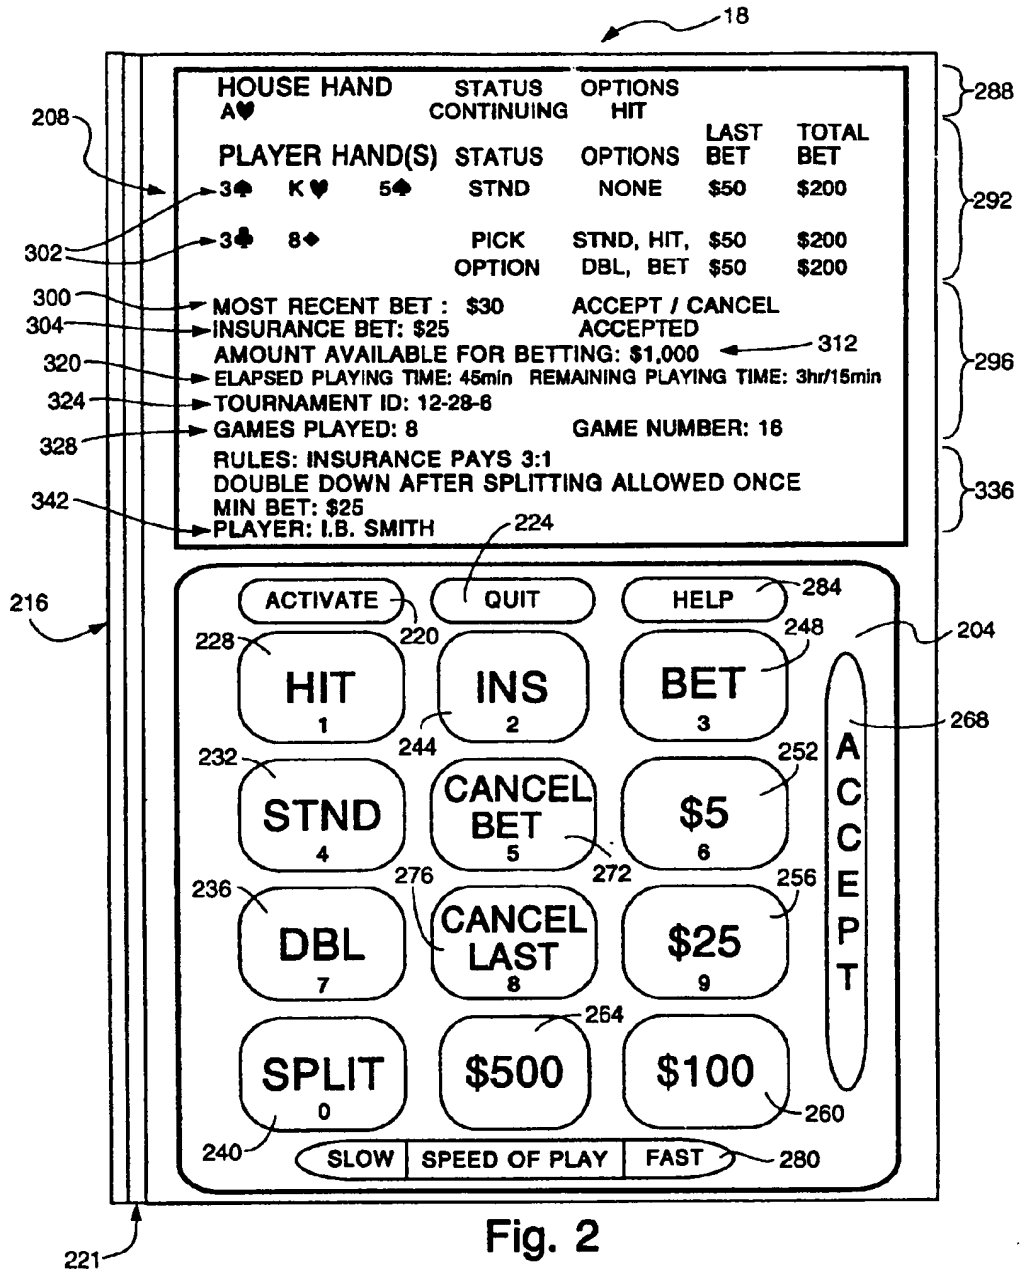 18
HOUSE HAND STATUS OPTIONS
A♥ CONTINUING HIT
288
208
LAST TOTAL
PLAYER HAND(S) STATUS OPTIONS BET BET
3♠ K♥ 5♠ STND NONE $50 $200
292
302
3♣ 8♦ PICK STND, HIT, $50 $200
OPTION DBL, BET $50 $200
300
MOST RECENT BET : $30 ACCEPT / CANCEL
304
INSURANCE BET: $25 ACCEPTED
AMOUNT AVAILABLE FOR BETTING: $1,000
312
296
320
ELAPSED PLAYING TIME: 45min REMAINING PLAYING TIME: 3hr/15min
324
TOURNAMENT ID: 12-28-6
328
GAMES PLAYED: 8 GAME NUMBER: 16
RULES: INSURANCE PAYS 3:1
DOUBLE DOWN AFTER SPLITTING ALLOWED ONCE
336
MIN BET: $25
342
PLAYER: I.B. SMITH
224
216
ACTIVATE QUIT HELP
284
220
204
228 248
HIT INS BET
1 2 3
244
268
232 252
STND CANCEL BET $5
4 5 6
272
276
236 256
DBL CANCEL LAST $25
7 8 9
ACCEPT
264
SPLIT $500 $100
0
260
240
SLOW SPEED OF PLAY FAST
280
221
Fig. 2